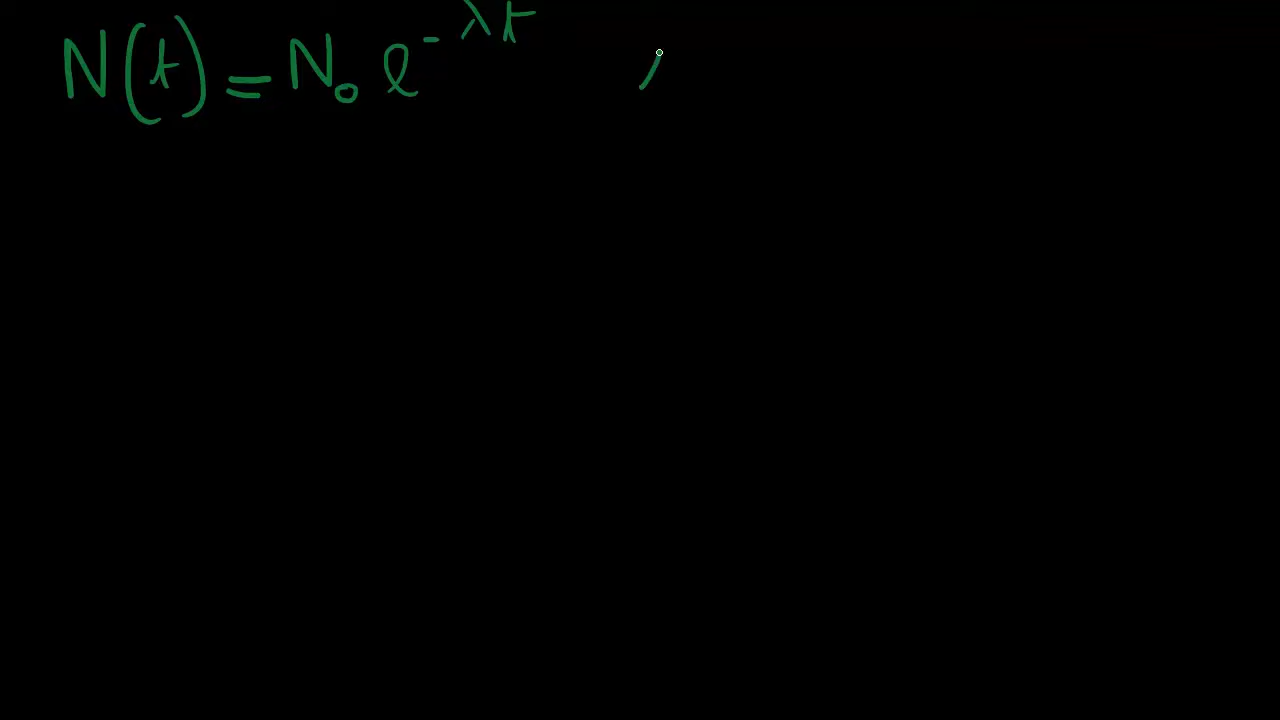 N(t) = N₀ e^{-λt}